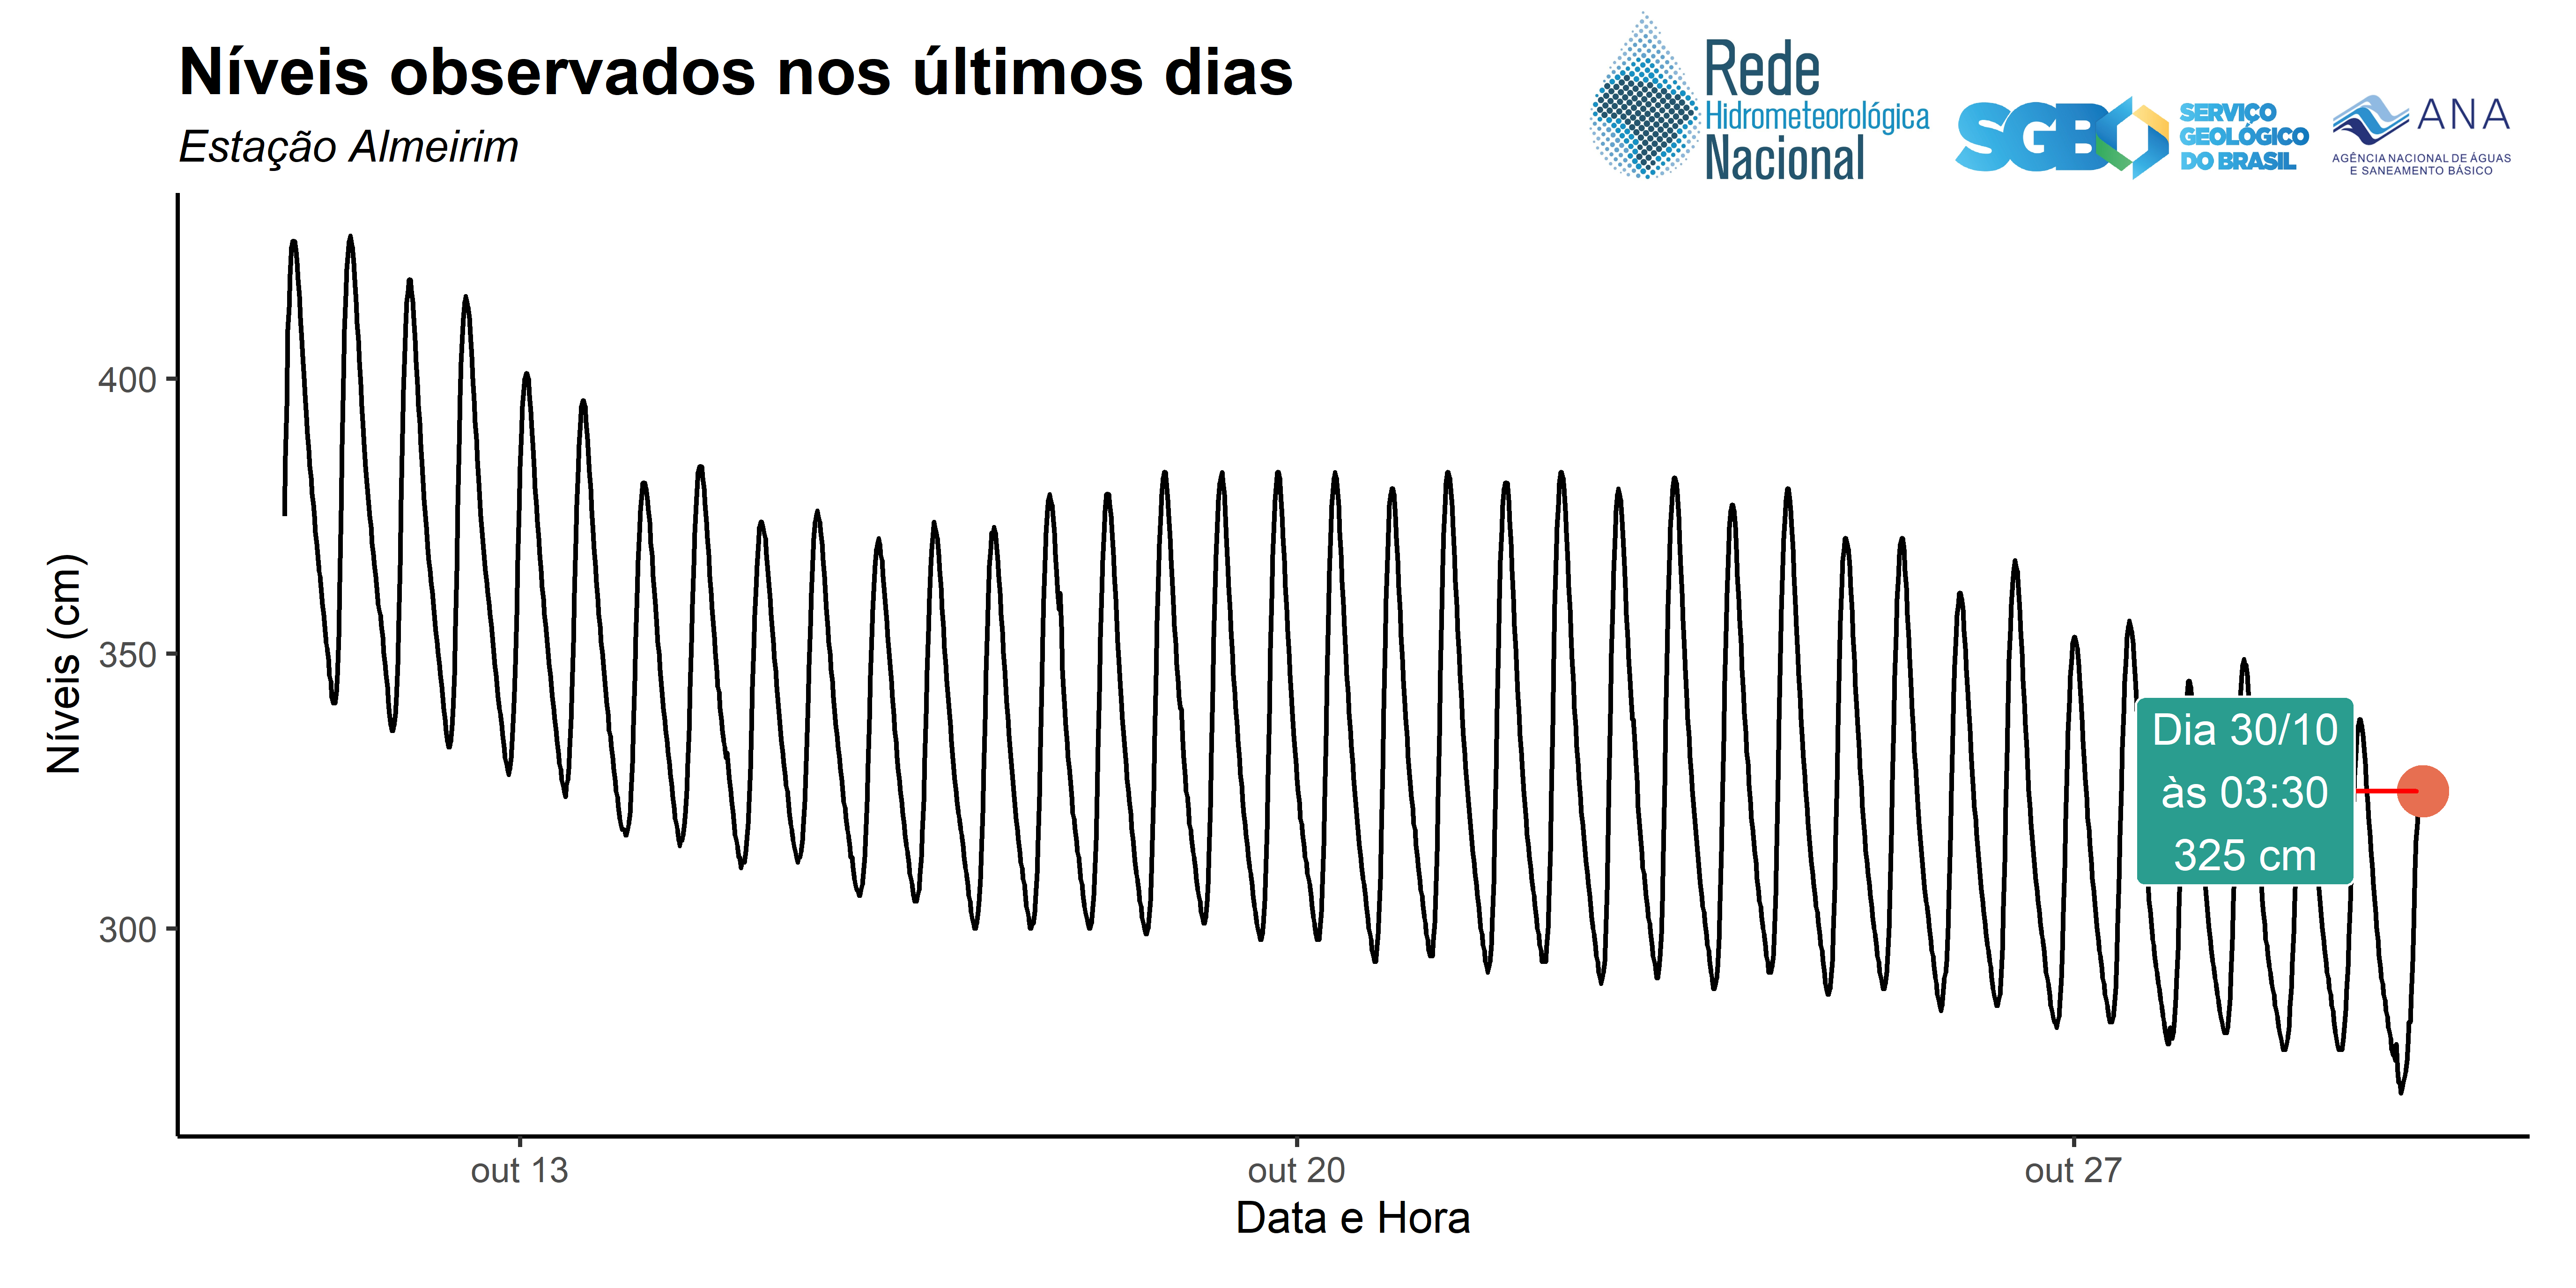 Níveis observados nos últimos dias
Estação Almeirim
Rede
Hidrometeorológica
Nacional
SGB
SERVIÇO
GEOLÓGICO
DO BRASIL
ANA
AGÊNCIA NACIONAL DE ÁGUAS
E SANEAMENTO BÁSICO
Níveis (cm)
400
350
300
Dia 30/10
às 03:30
325 cm
out 13
out 20
out 27
Data e Hora